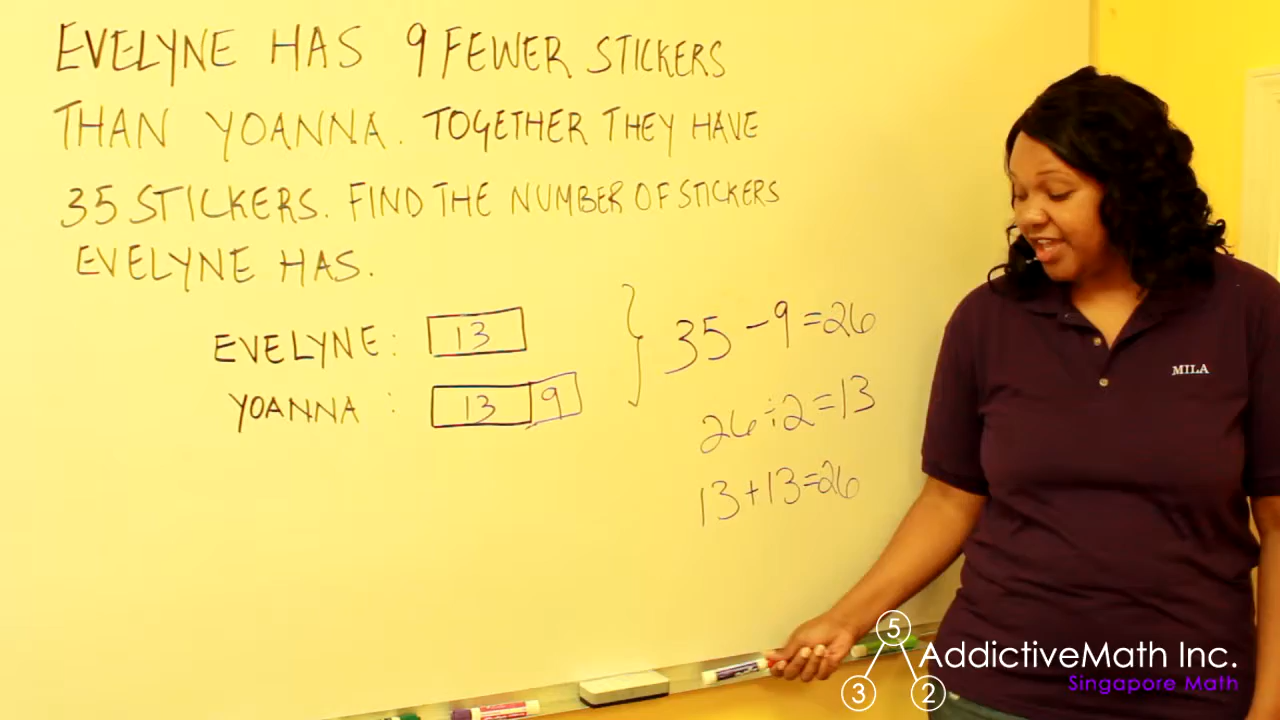 EVELYNE HAS 9 FEWER STICKERS
THAN YOANNA. TOGETHER THEY HAVE
35 STICKERS. FIND THE NUMBER OF STICKERS
EVELYNE HAS.
EVELYNE: 13
YOANNA : 13 9
35 - 9 = 26
26 ÷ 2 = 13
13 + 13 = 26
MILA
5
3 2
AddictiveMath Inc.
Singapore Math